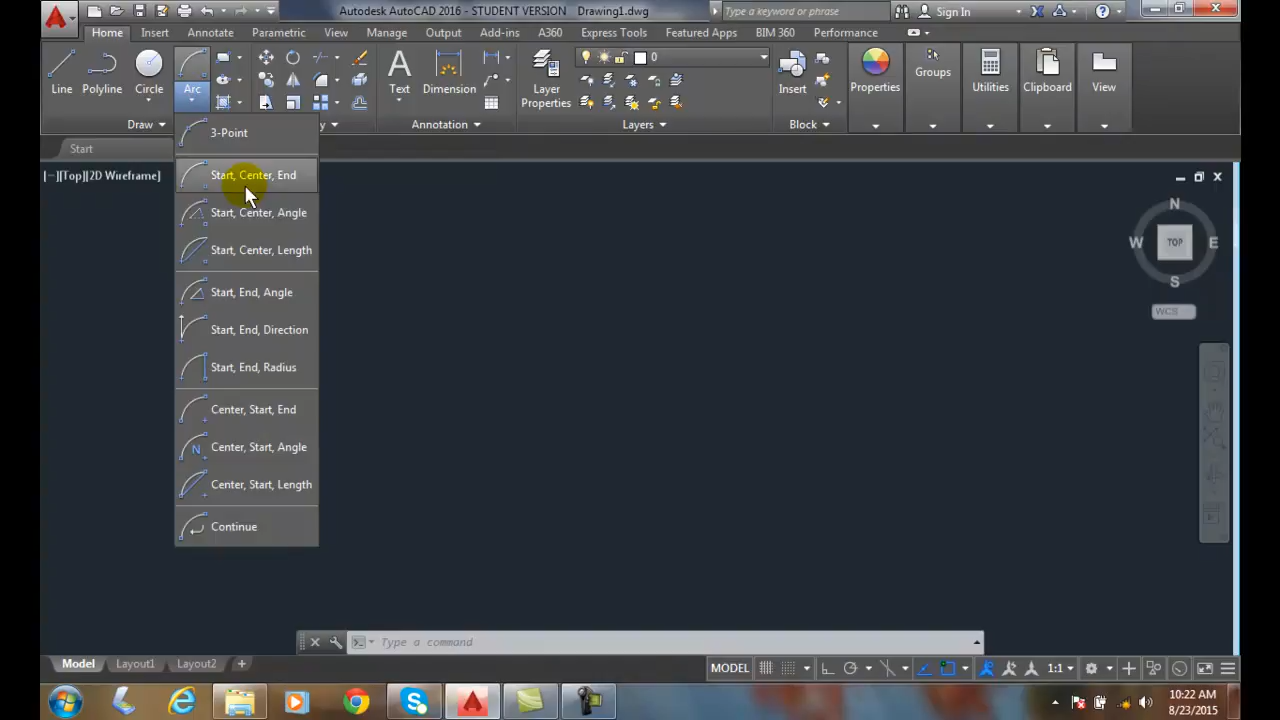 Autodesk AutoCAD 2016 - STUDENT VERSION Drawing1.dwg
Type a keyword or phrase
Sign In
Home Insert Annotate Parametric View Manage Output Add-ins A360 Express Tools Featured Apps BIM 360 Performance
0
Line Polyline Circle Arc
A
Text Dimension
Layer Properties
Insert
Properties
Groups
Utilities
Clipboard
View
Draw
Annotation
Layers
Block
Start
3-Point
Start, Center, End
Start, Center, Angle
Start, Center, Length
Start, End, Angle
Start, End, Direction
Start, End, Radius
Center, Start, End
Center, Start, Angle
Center, Start, Length
Continue
[−][Top][2D Wireframe]
N
W TOP E
S
WCS
Type a command
Model Layout1 Layout2 +
MODEL
1:1
10:22 AM
8/23/2015